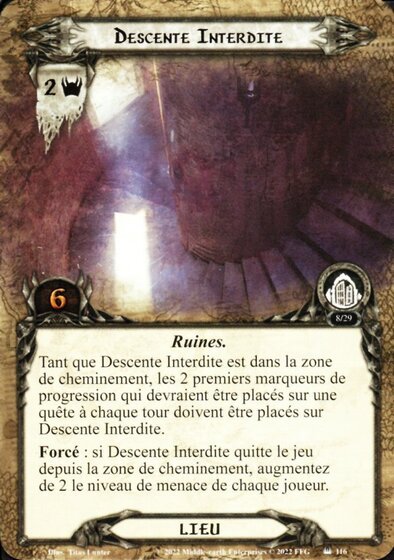 Descente Interdite
2
6
8/29
Ruines.
Tant que Descente Interdite est dans la zone
de cheminement, les 2 premiers marqueurs de
progression qui devraient être placés sur une
quête à chaque tour doivent être placés sur
Descente Interdite.
Forcé : si Descente Interdite quitte le jeu
depuis la zone de cheminement, augmentez
de 2 le niveau de menace de chaque joueur.
LIEU
Illus. Titus Lunter
2022 Middle-earth Enterprises © 2022 FFG
116